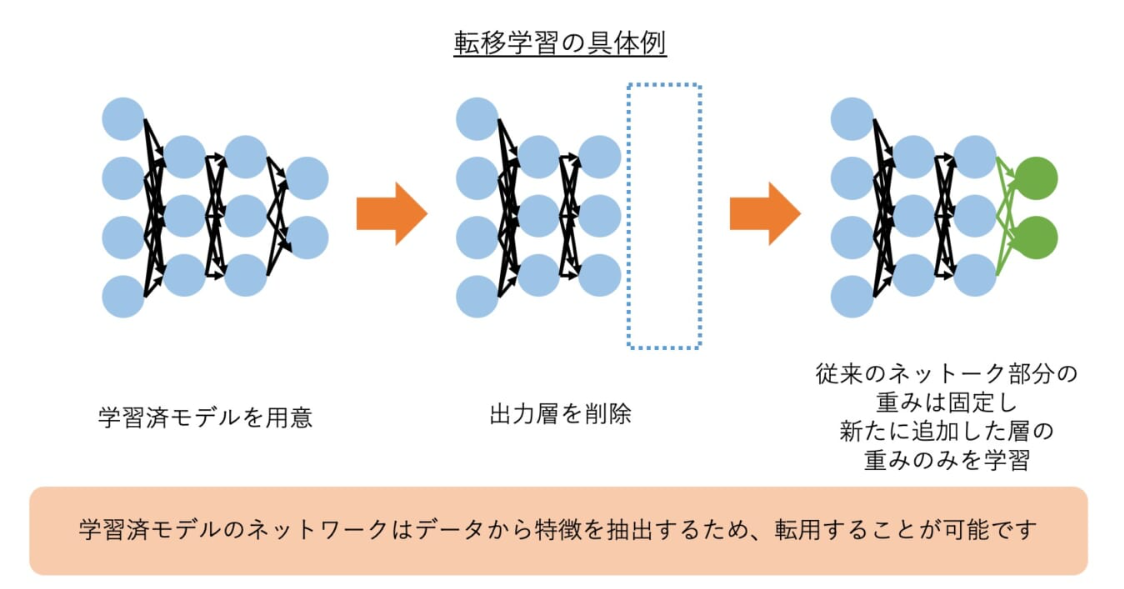 転移学習の具体例
学習済モデルを用意
出力層を削除
従来のネットーク部分の
重みは固定し
新たに追加した層の
重みのみを学習
学習済モデルのネットワークはデータから特徴を抽出するため、転用することが可能です